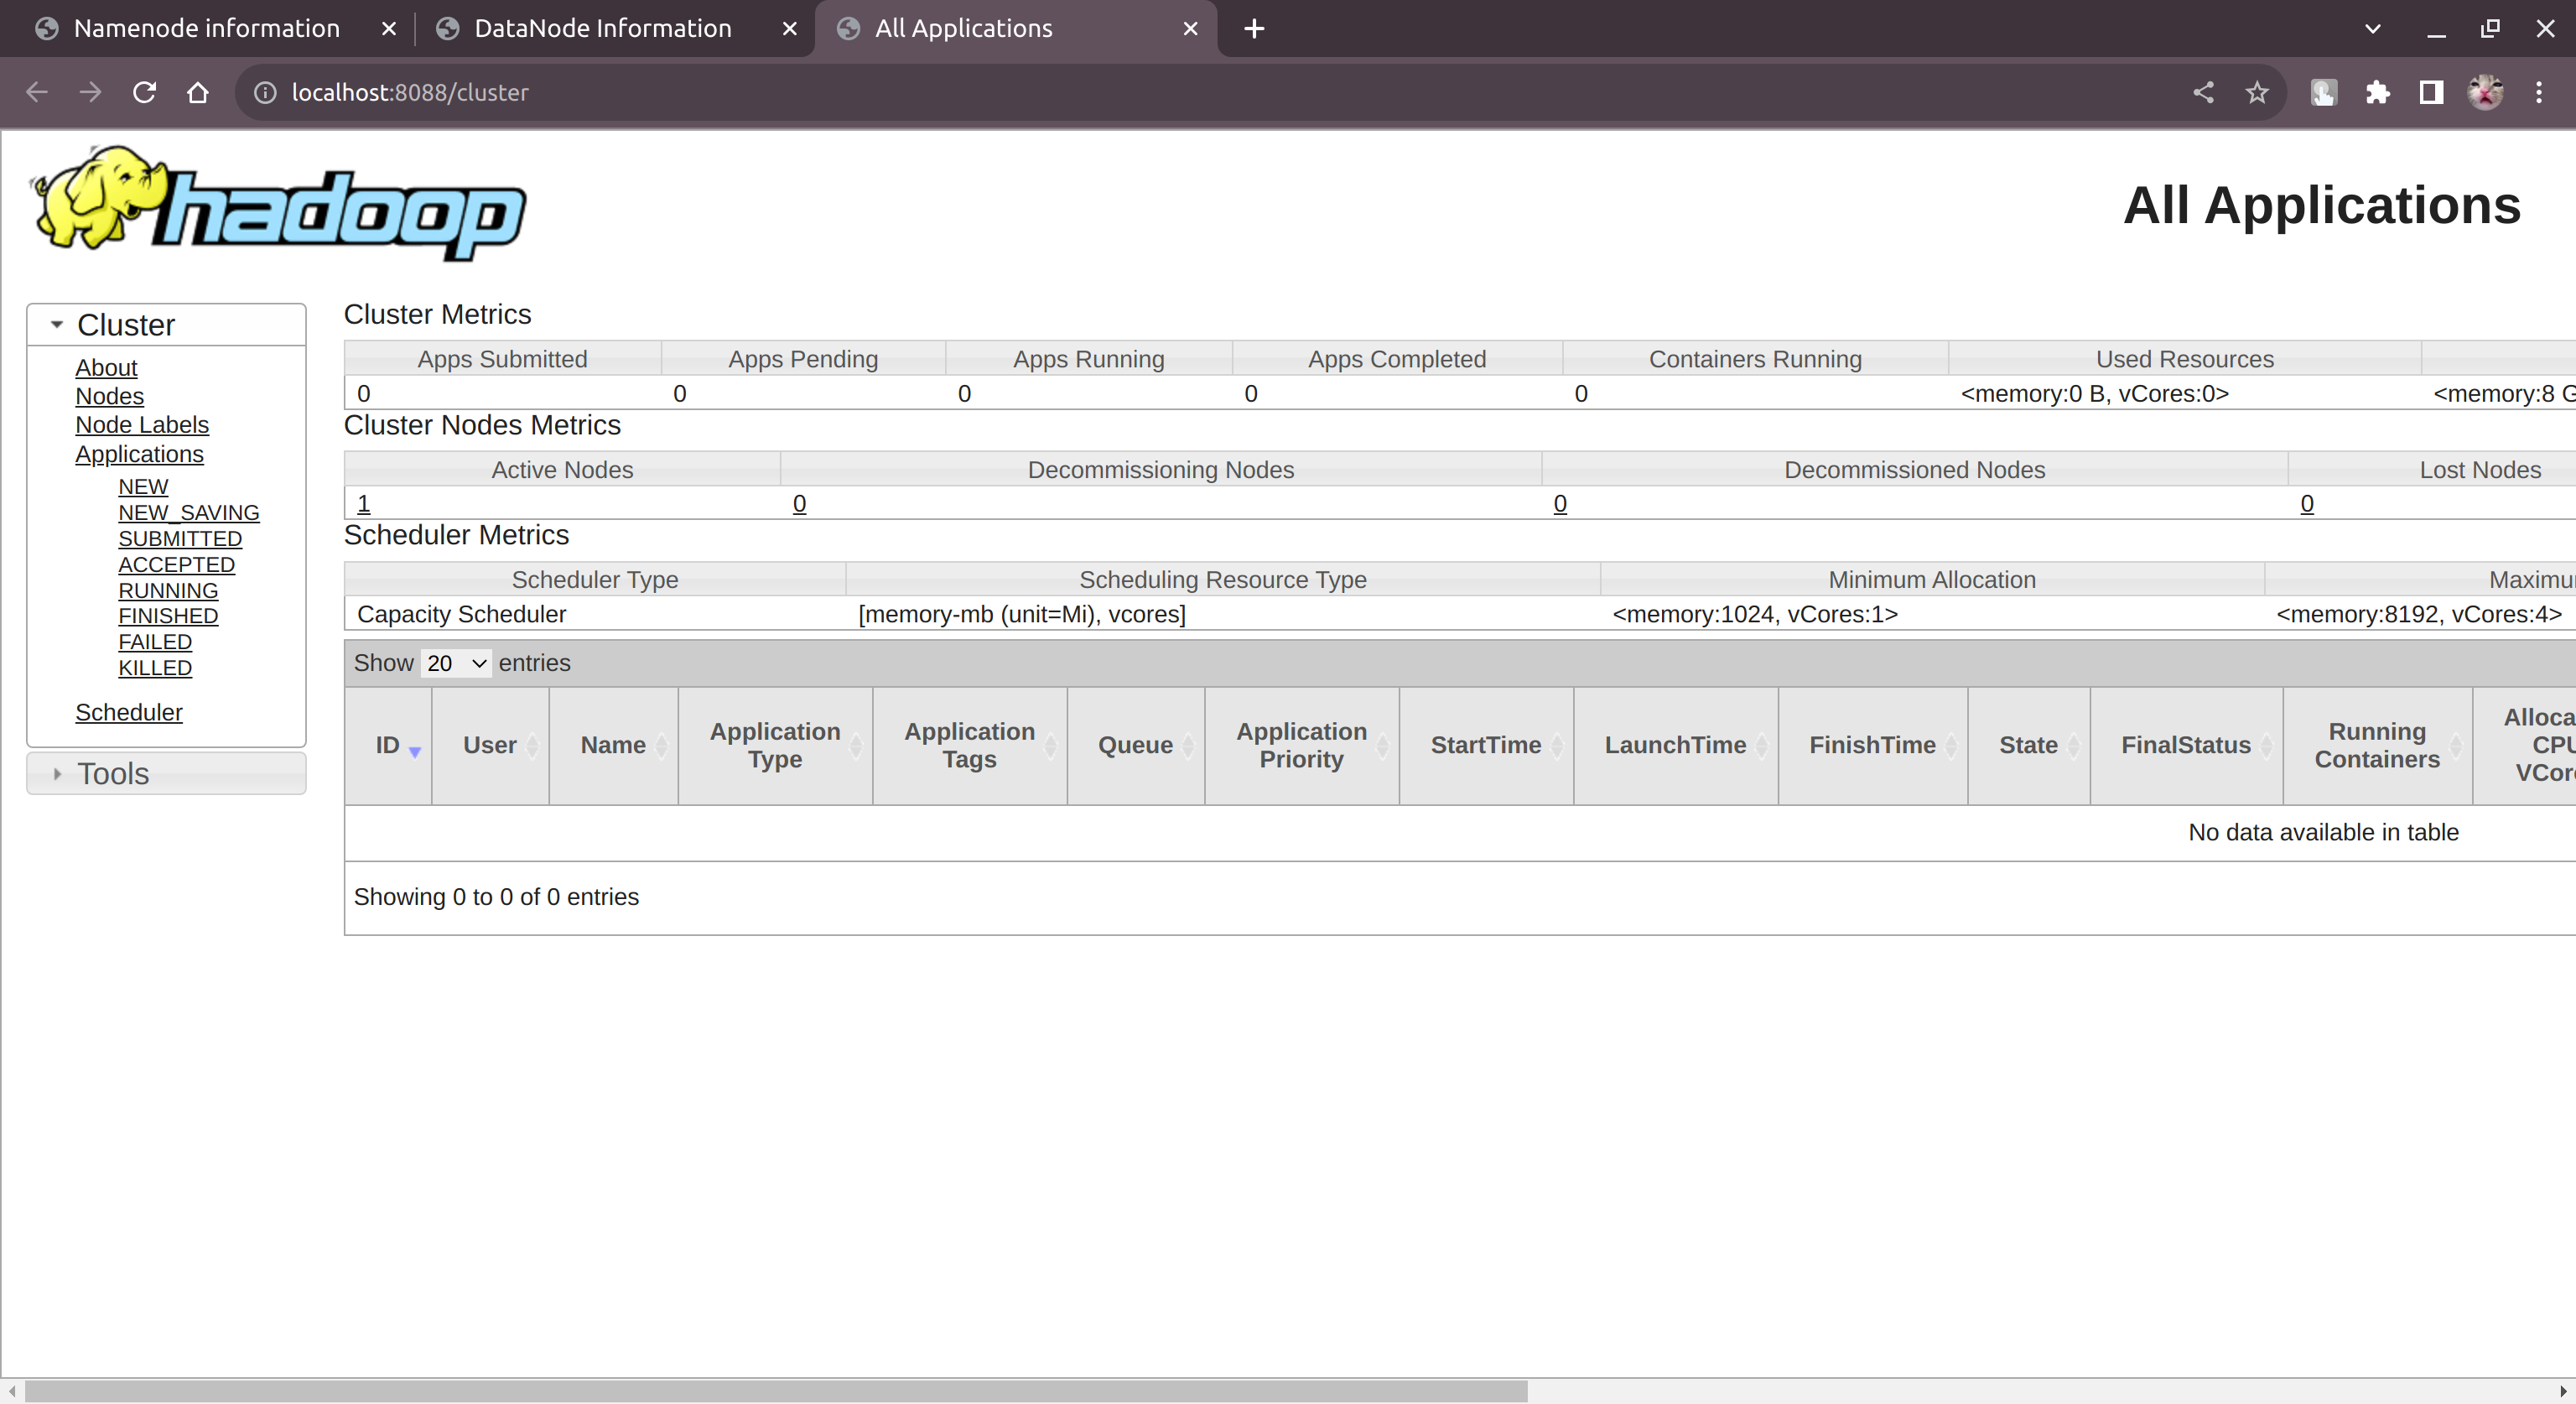 Namenode information
DataNode Information
All Applications
localhost:8088/cluster
hadoop
All Applications
Cluster
About
Nodes
Node Labels
Applications
NEW
NEW_SAVING
SUBMITTED
ACCEPTED
RUNNING
FINISHED
FAILED
KILLED
Scheduler
Tools
Cluster Metrics
Apps Submitted Apps Pending Apps Running Apps Completed Containers Running Used Resources
0 0 0 0 0 <memory:0 B, vCores:0> <memory:8 G
Cluster Nodes Metrics
Active Nodes Decommissioning Nodes Decommissioned Nodes Lost Nodes
1 0 0 0
Scheduler Metrics
Scheduler Type Scheduling Resource Type Minimum Allocation Maximu
Capacity Scheduler [memory-mb (unit=Mi), vcores] <memory:1024, vCores:1> <memory:8192, vCores:4>
Show 20 entries
ID User Name Application Type Application Tags Queue Application Priority StartTime LaunchTime FinishTime State FinalStatus Running Containers Alloca CPU VCor
No data available in table
Showing 0 to 0 of 0 entries